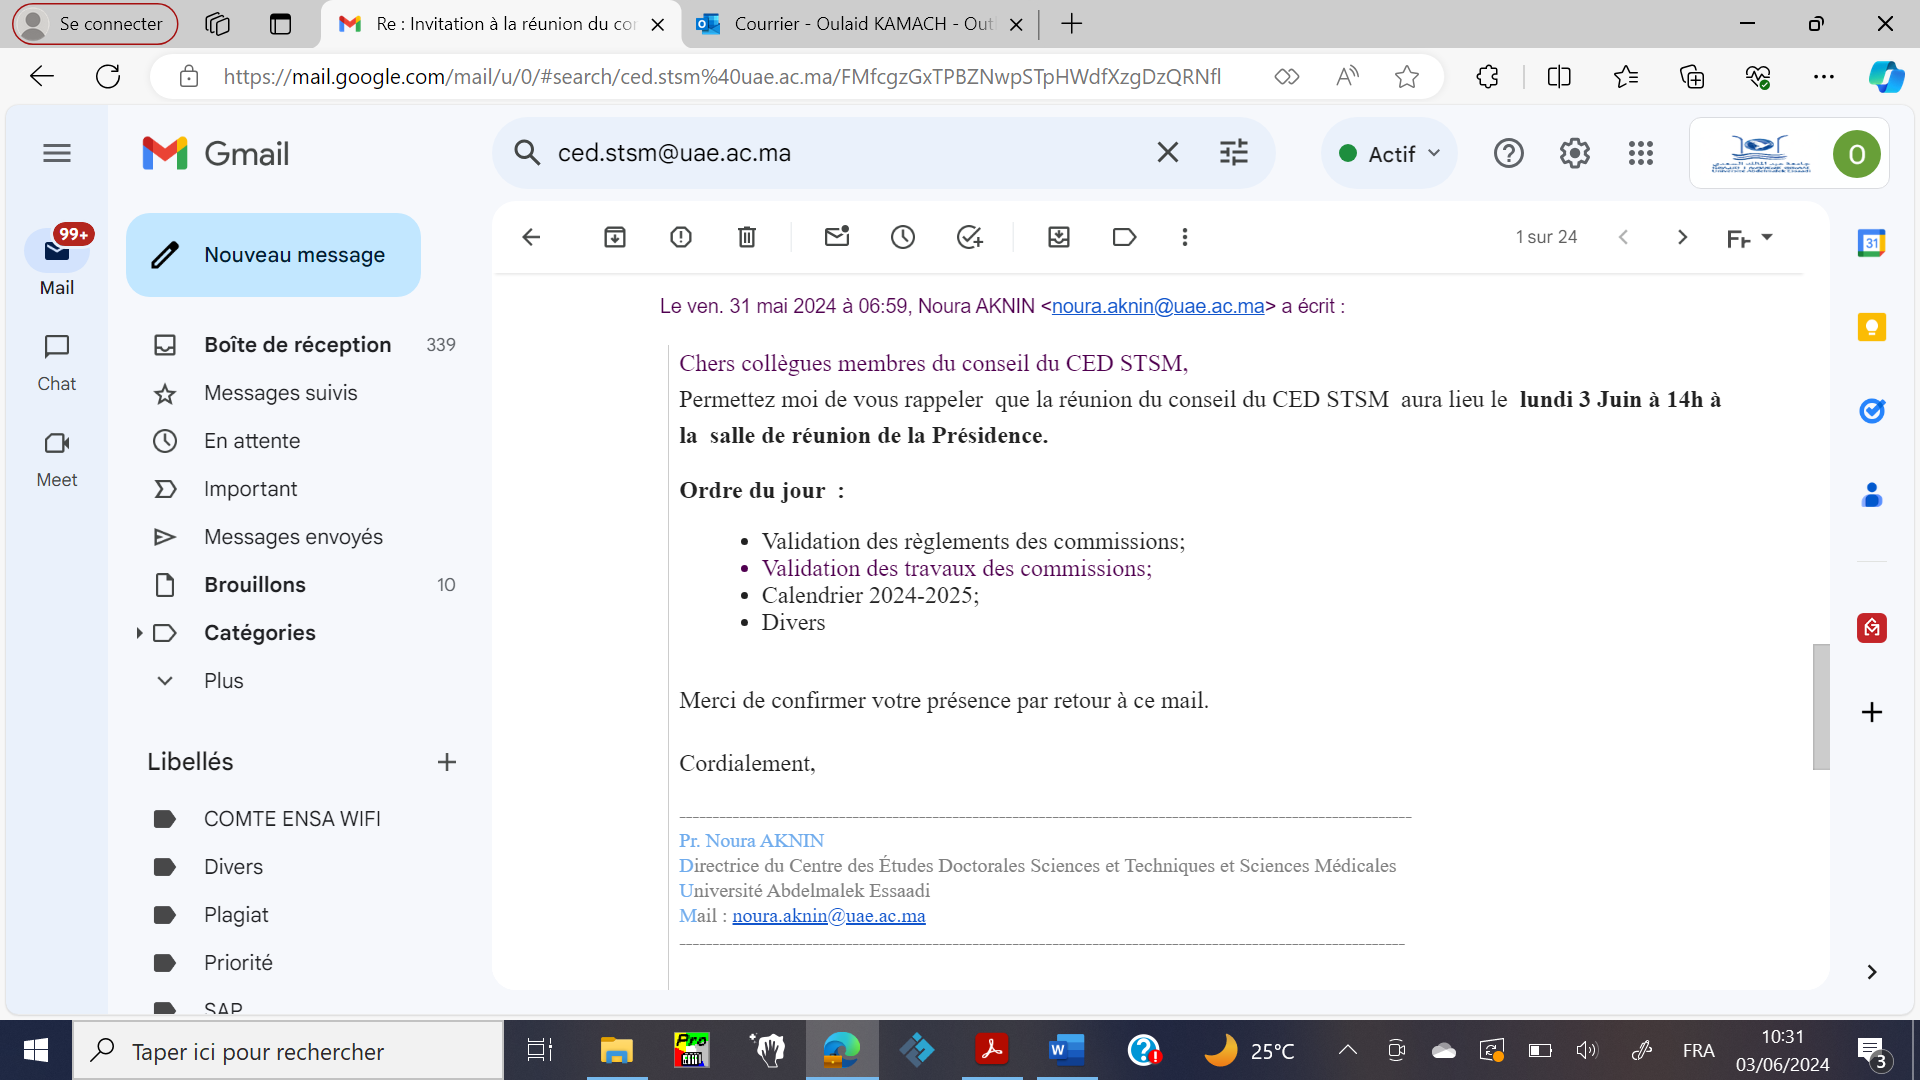 Se connecter
Re : Invitation à la réunion du co
Courrier - Oulaid KAMACH - Out
https://mail.google.com/mail/u/0/#search/ced.stsm%40uae.ac.ma/FMfcgzGxTPBZNwpSTpHWdfXzgDzQRNfl
Gmail
ced.stsm@uae.ac.ma
Actif
O
99+
Mail
Chat
Meet
Nouveau message
Boîte de réception 339
Messages suivis
En attente
Important
Messages envoyés
Brouillons 10
Catégories
Plus
Libellés
COMTE ENSA WIFI
Divers
Plagiat
Priorité
SAP
1 sur 24
31
Le ven. 31 mai 2024 à 06:59, Noura AKNIN <noura.aknin@uae.ac.ma> a écrit :
Chers collègues membres du conseil du CED STSM,
Permettez moi de vous rappeler que la réunion du conseil du CED STSM aura lieu le lundi 3 Juin à 14h à
la salle de réunion de la Présidence.
Ordre du jour :
• Validation des règlements des commissions;
• Validation des travaux des commissions;
• Calendrier 2024-2025;
• Divers
Merci de confirmer votre présence par retour à ce mail.
Cordialement,
Pr. Noura AKNIN
Directrice du Centre des Études Doctorales Sciences et Techniques et Sciences Médicales
Université Abdelmalek Essaadi
Mail : noura.aknin@uae.ac.ma
Taper ici pour rechercher
Pro
25°C
FRA
10:31
03/06/2024
3